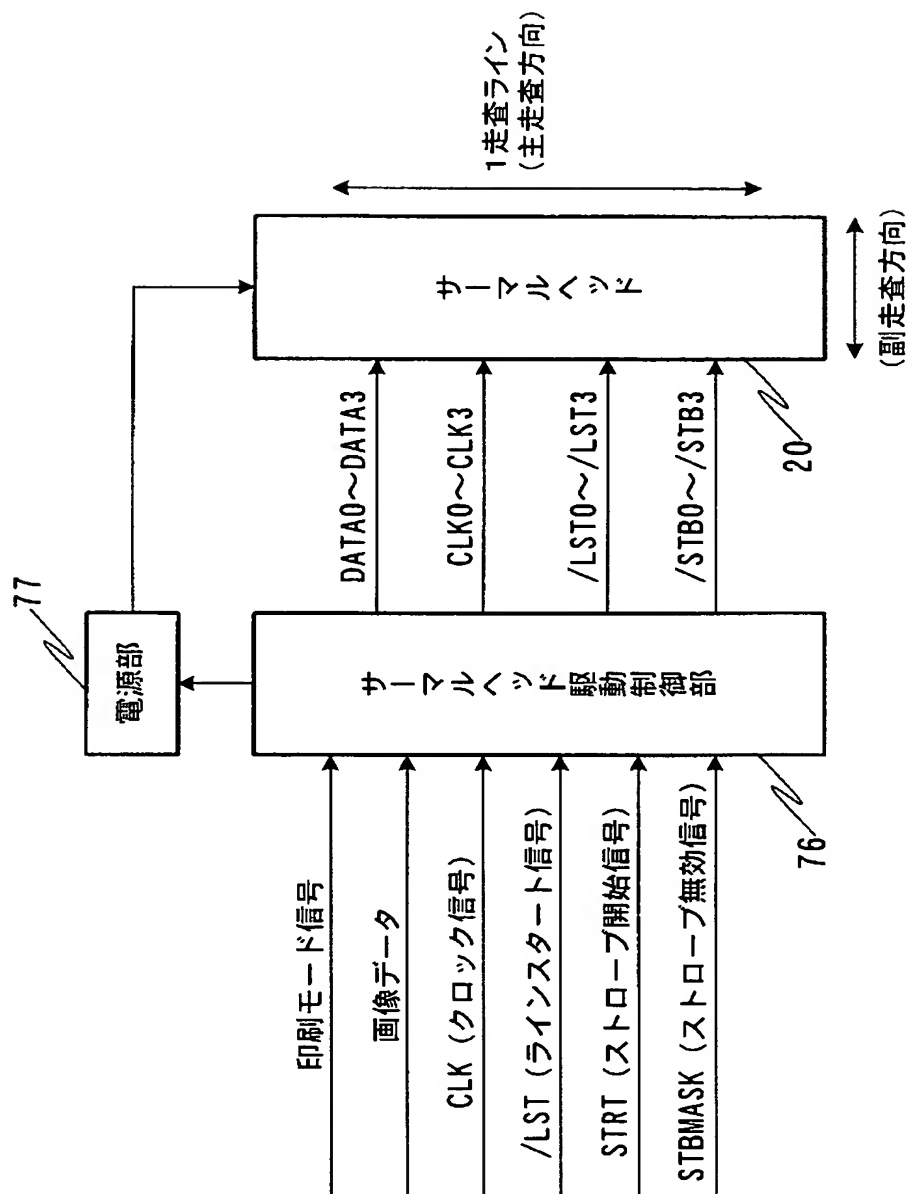 印刷モード信号
画像データ
CLK (クロック信号)
/LST (ラインスタート信号)
STRT (ストローブ開始信号)
STBMASK (ストローブ無効信号)
76
サーマルヘッド駆動制御部
電源部
77
DATA0～DATA3
CLK0～CLK3
/LST0～/LST3
/STB0～/STB3
20
サーマルヘッド
1走査ライン
(主走査方向)
(副走査方向)